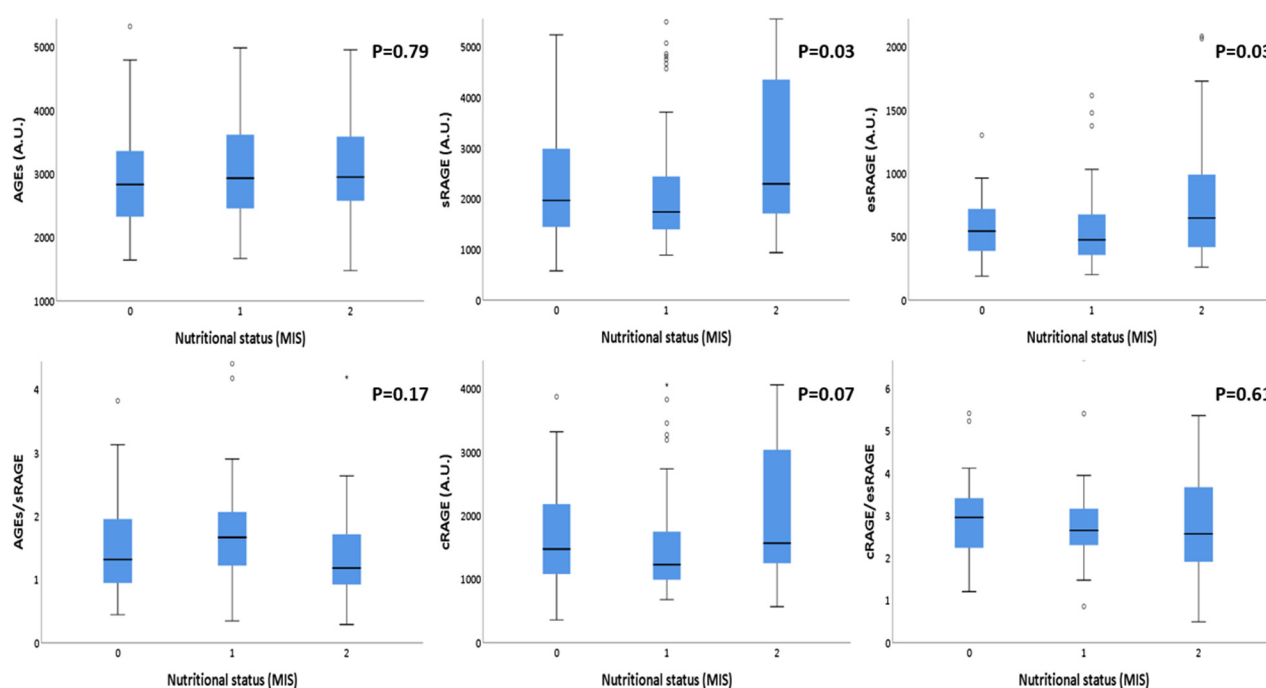 AGEs (A.U.)
5000
4000
3000
2000
1000
P=0.79
0 1 2
Nutritional status (MIS)
sRAGE (A.U.)
5000
4000
3000
2000
1000
0
P=0.03
0 1 2
Nutritional status (MIS)
esRAGE (A.U.)
2000
1500
1000
500
0
P=0.03
0 1 2
Nutritional status (MIS)
AGEs/sRAGE
4
3
2
1
0
P=0.17
0 1 2
Nutritional status (MIS)
cRAGE (A.U.)
4000
3000
2000
1000
0
P=0.07
0 1 2
Nutritional status (MIS)
cRAGE/esRAGE
6
5
4
3
2
1
0
P=0.61
0 1 2
Nutritional status (MIS)